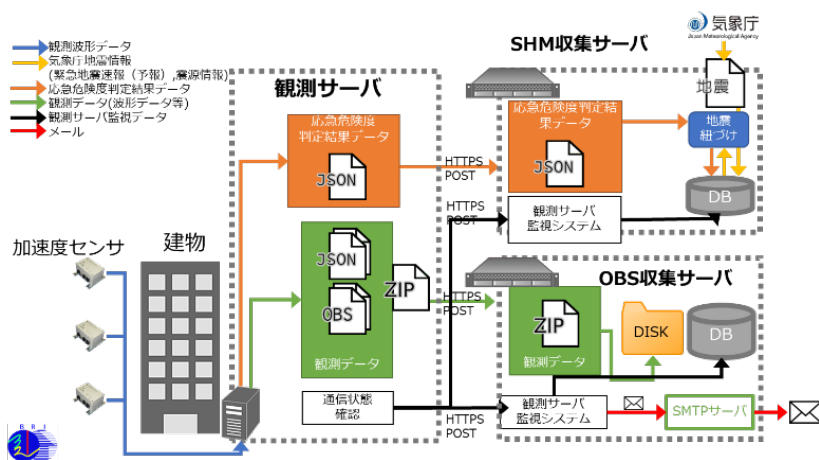 観測波形データ
気象庁地震情報
(緊急地震速報(予報),震源情報)
応急危険度判定結果データ
観測データ(波形データ等)
観測サーバ監視データ
メール
加速度センサ
建物
BRI
観測サーバ
応急危険度
判定結果データ
JSON
JSON
OBS
ZIP
観測データ
通信状態
確認
HTTPS
POST
HTTPS
POST
HTTPS
POST
HTTPS
POST
SHM収集サーバ
気象庁
Japan Meteorological Agency
応急危険度判定結
果データ
JSON
地震
地震
紐づけ
DB
観測サーバ
監視システム
OBS収集サーバ
ZIP
観測データ
DISK
DB
観測サーバ
監視システム
SMTPサーバ